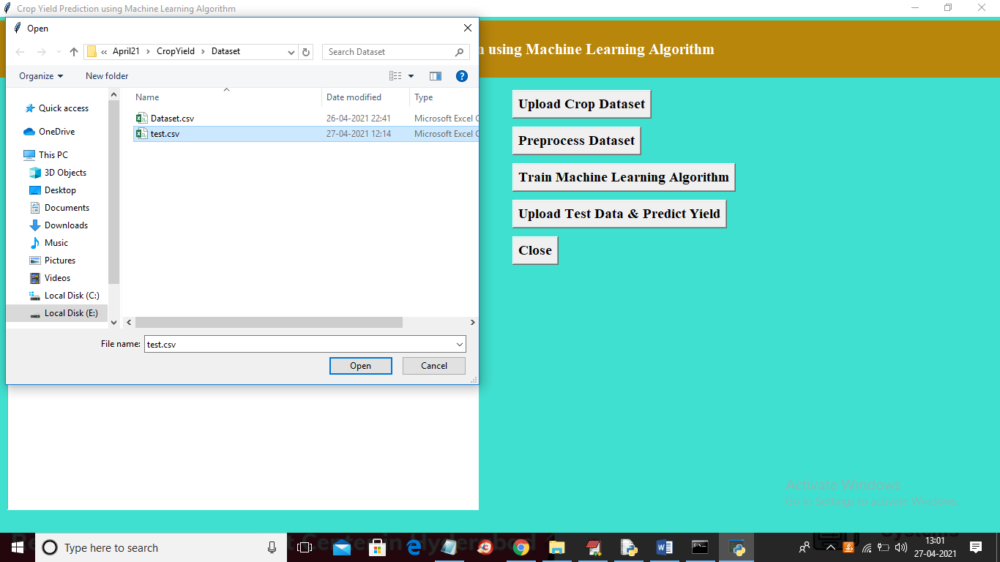 Crop Yield Prediction using Machine Learning Algorithm
Open
n using Machine Learning Algorithm
« April21 › CropYield › Dataset
Search Dataset
Organize
New folder
Name
Date modified
Type
Quick access
OneDrive
This PC
3D Objects
Desktop
Documents
Downloads
Music
Pictures
Videos
Local Disk (C:)
Local Disk (E:)
Dataset.csv 26-04-2021 22:41 Microsoft Excel C
test.csv 27-04-2021 12:14 Microsoft Excel C
File name: test.csv
Open
Cancel
Upload Crop Dataset
Preprocess Dataset
Train Machine Learning Algorithm
Upload Test Data & Predict Yield
Close
Activate Windows
Go to Settings to activate Windows.
Type here to search
Center in Hyderabad
Systems
13:01
27-04-2021